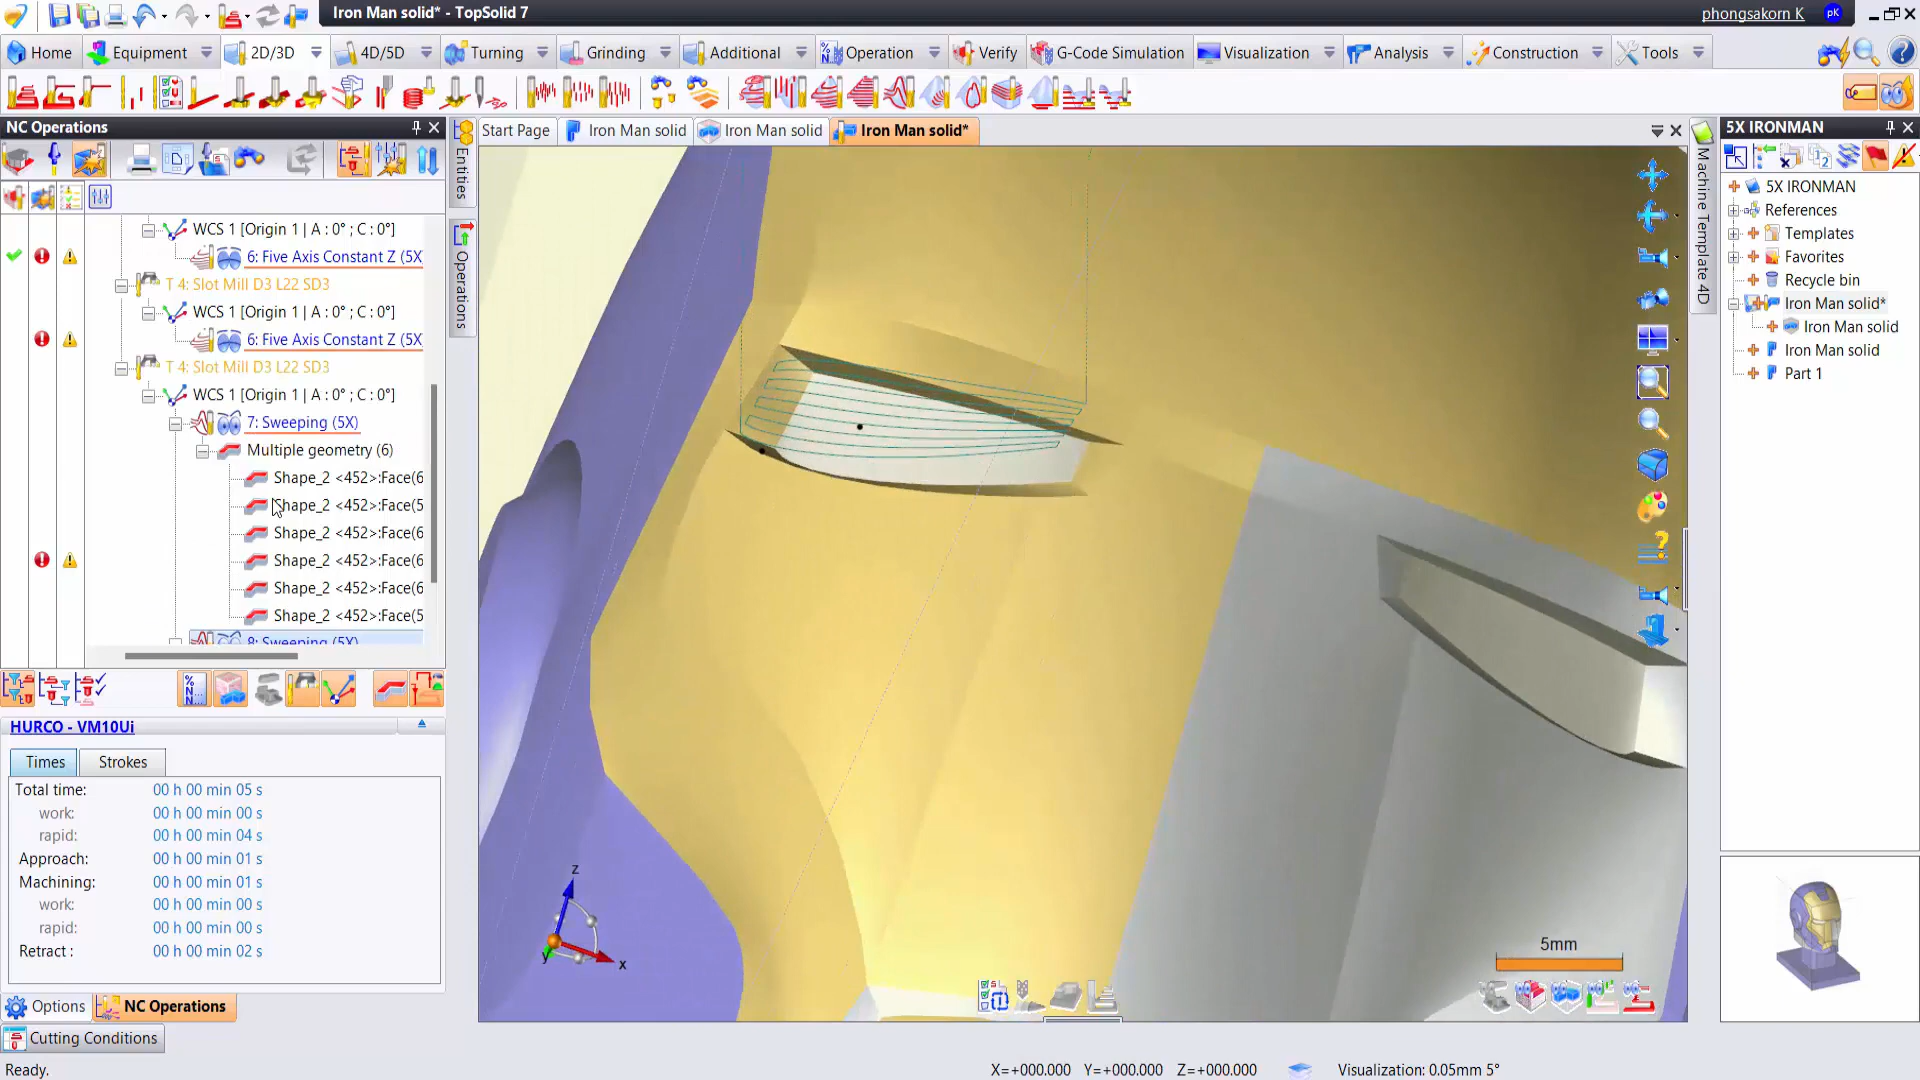 Iron Man solid* - TopSolid 7
phongsakorn K
pK
Home
Equipment
2D/3D
4D/5D
Turning
Grinding
Additional
Operation
Verify
G-Code Simulation
Visualization
Analysis
Construction
Tools
NC Operations
Entities
Operations
Start Page
Iron Man solid
Iron Man solid
Iron Man solid*
Machine Template 4D
5X IRONMAN
WCS 1 [Origin 1 | A : 0° ; C : 0°]
6: Five Axis Constant Z (5X
T 4: Slot Mill D3 L22 SD3
WCS 1 [Origin 1 | A : 0° ; C : 0°]
6: Five Axis Constant Z (5X
T 4: Slot Mill D3 L22 SD3
WCS 1 [Origin 1 | A : 0° ; C : 0°]
7: Sweeping (5X)
Multiple geometry (6)
Shape_2 <452>:Face(6
Shape_2 <452>:Face(5
Shape_2 <452>:Face(6
Shape_2 <452>:Face(6
Shape_2 <452>:Face(6
Shape_2 <452>:Face(5
8: Sweeping (5X)
5X IRONMAN
References
Templates
Favorites
Recycle bin
Iron Man solid*
Iron Man solid
Iron Man solid
Part 1
HURCO - VM10Ui
Times
Strokes
Total time: 00 h 00 min 05 s
work: 00 h 00 min 00 s
rapid: 00 h 00 min 04 s
Approach: 00 h 00 min 01 s
Machining: 00 h 00 min 01 s
work: 00 h 00 min 00 s
rapid: 00 h 00 min 00 s
Retract : 00 h 00 min 02 s
z
y
x
5mm
Options
NC Operations
Cutting Conditions
Ready.
X=+000.000 Y=+000.000 Z=+000.000
Visualization: 0.05mm 5°